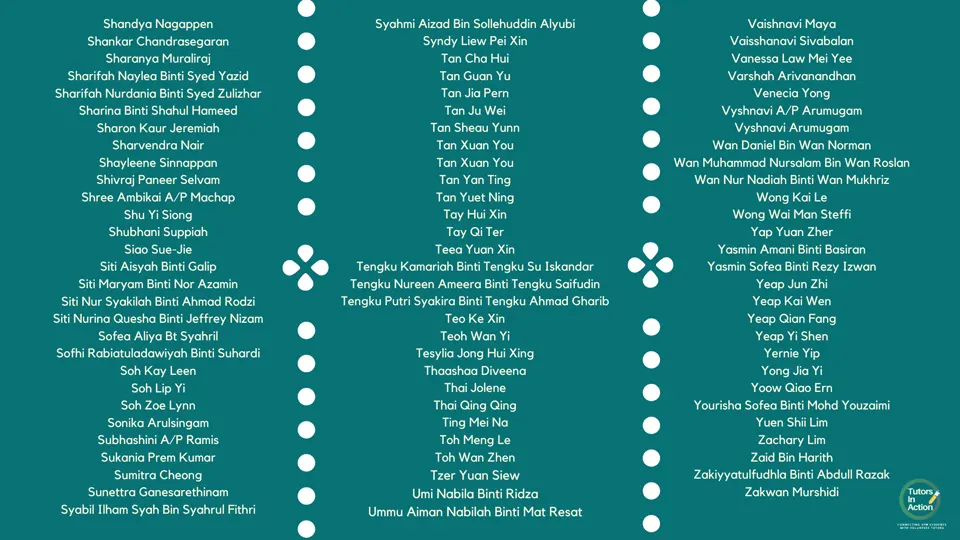 Shandya Nagappen
Shankar Chandrasegaran
Sharanya Muraliraj
Sharifah Naylea Binti Syed Yazid
Sharifah Nurdania Binti Syed Zulizhar
Sharina Binti Shahul Hameed
Sharon Kaur Jeremiah
Sharvendra Nair
Shayleene Sinnappan
Shivraj Paneer Selvam
Shree Ambikai A/P Machap
Shu Yi Siong
Shubhani Suppiah
Siao Sue-Jie
Siti Aisyah Binti Galip
Siti Maryam Binti Nor Azamin
Siti Nur Syakilah Binti Ahmad Rodzi
Siti Nurina Quesha Binti Jeffrey Nizam
Sofea Aliya Bt Syahril
Sofhi Rabiatuladawiyah Binti Suhardi
Soh Kay Leen
Soh Lip Yi
Soh Zoe Lynn
Sonika Arulsingam
Subhashini A/P Ramis
Sukania Prem Kumar
Sumitra Cheong
Sunettra Ganesarethinam
Syabil Ilham Syah Bin Syahrul Fithri
Syahmi Aizad Bin Sollehuddin Alyubi
Syndy Liew Pei Xin
Tan Cha Hui
Tan Guan Yu
Tan Jia Pern
Tan Ju Wei
Tan Sheau Yunn
Tan Xuan You
Tan Xuan You
Tan Yan Ting
Tan Yuet Ning
Tay Hui Xin
Tay Qi Ter
Teea Yuan Xin
Tengku Kamariah Binti Tengku Su Iskandar
Tengku Nureen Ameera Binti Tengku Saifudin
Tengku Putri Syakira Binti Tengku Ahmad Gharib
Teo Ke Xin
Teoh Wan Yi
Tesylia Jong Hui Xing
Thaashaa Diveena
Thai Jolene
Thai Qing Qing
Ting Mei Na
Toh Meng Le
Toh Wan Zhen
Tzer Yuan Siew
Umi Nabila Binti Ridza
Ummu Aiman Nabilah Binti Mat Resat
Vaishnavi Maya
Vaisshanavi Sivabalan
Vanessa Law Mei Yee
Varshah Arivanandhan
Venecia Yong
Vyshnavi A/P Arumugam
Vyshnavi Arumugam
Wan Daniel Bin Wan Norman
Wan Muhammad Nursalam Bin Wan Roslan
Wan Nur Nadiah Binti Wan Mukhriz
Wong Kai Le
Wong Wai Man Steffi
Yap Yuan Zher
Yasmin Amani Binti Basiran
Yasmin Sofea Binti Rezy Izwan
Yeap Jun Zhi
Yeap Kai Wen
Yeap Qian Fang
Yeap Yi Shen
Yernie Yip
Yong Jia Yi
Yoow Qiao Ern
Yourisha Sofea Binti Mohd Youzaimi
Yuen Shii Lim
Zachary Lim
Zaid Bin Harith
Zakiyyatulfudhla Binti Abdull Razak
Zakwan Murshidi
Tutors
In
Action
WITH VOLUNTEER TUTORS